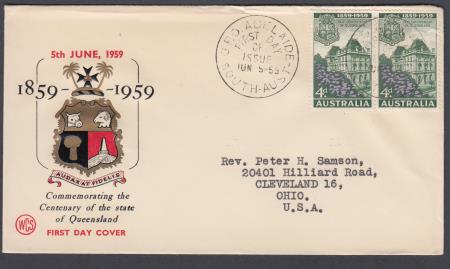 5th JUNE, 1959
1859 - 1959
AUDAX AT FIDELIS
Commemorating the
Centenary of the state
of Queensland
WCS
FIRST DAY COVER
G.P.O. ADELAIDE-1
FIRST DAY
OF
ISSUE
JUN 5-59
SOUTH-AUST
1859-1959
4d
AUSTRALIA
1859-1959
4d
AUSTRALIA
Rev. Peter H. Samson,
20401 Hilliard Road,
CLEVELAND 16,
OHIO.
U.S.A.